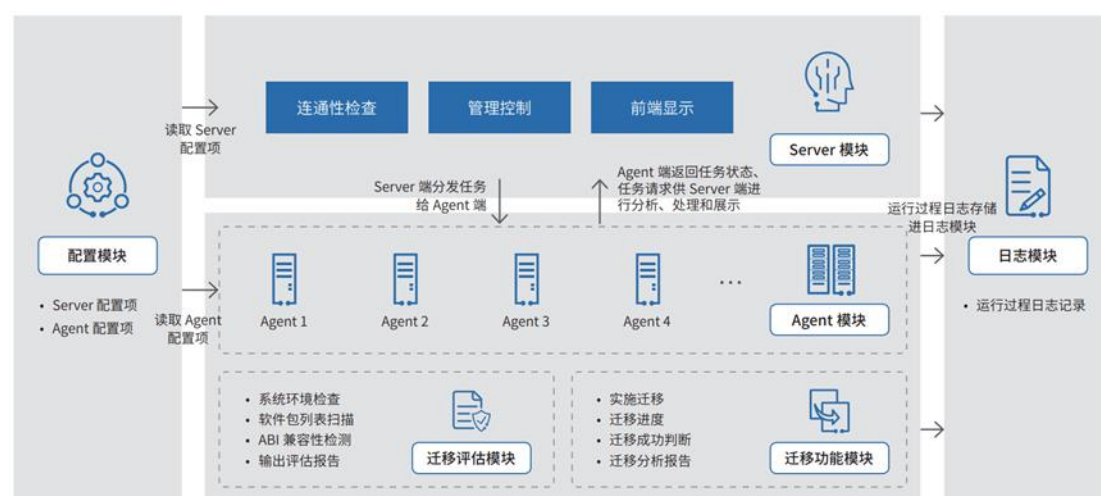 配置模块
• Server 配置项
• Agent 配置项
读取 Server
配置项
读取 Agent
配置项
连通性检查
管理控制
前端显示
Server 模块
Server 端分发任务
给 Agent 端
Agent 端返回任务状态、
任务请求供 Server 端进
行分析、处理和展示
Agent 1
Agent 2
Agent 3
Agent 4
...
Agent 模块
• 系统环境检查
• 软件包列表扫描
• ABI 兼容性检测
• 输出评估报告
迁移评估模块
• 实施迁移
• 迁移进度
• 迁移成功判断
• 迁移分析报告
迁移功能模块
运行过程日志存储
进日志模块
日志模块
• 运行过程日志记录